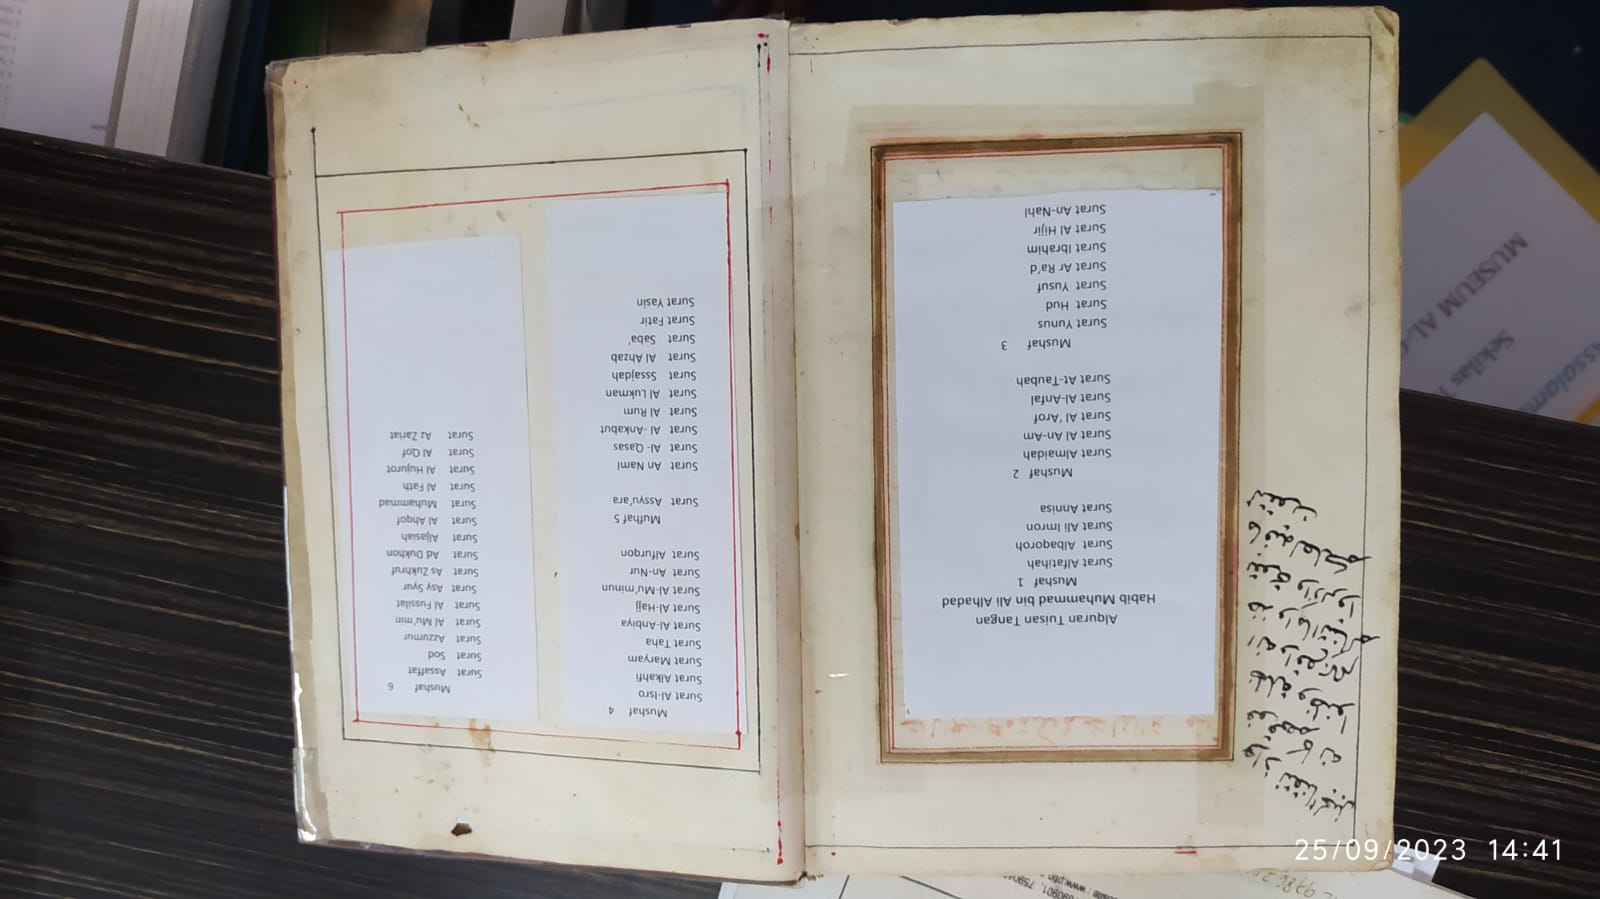 Alquran Tuisan Tangan
Habib Muhammad bin Ali Alhadad
Mushaf 1
Surat Alfatihah
Surat Albaqoroh
Surat Ali Imron
Surat Annisa
Mushaf 2
Surat Almaidah
Surat Al An-Am
Surat Al'Arof
Surat Al-Anfal
Surat At-Taubah
Mushaf 3
Surat Yunus
Surat Hud
Surat Yusuf
Surat Ar Ra'd
Surat Ibrahim
Surat Al Hijir
Surat An-Nahl
Mushaf 4
Surat Al-Isro
Surat Alkahfi
Surat Maryam
Surat Taha
Surat Al-Anbiya
Surat Al-Hajj
Surat Al-Mu'minun
Surat An-Nur
Surat Alfurqon
Mufhaf 5
Surat Assyu'ara
Surat An Naml
Surat Al- Qasas
Surat Al -Ankabut
Surat Al Rum
Surat Al Lukman
Surat Sssajdah
Surat Al Ahzab
Surat Saba'
Surat Fatir
Surat Yasin
Mushaf 6
Surat Assaffat
Surat Sod
Surat Azzumur
Surat Al Mu'min
Surat Al Fussilat
Surat Asy Syur
Surat As Zukhruf
Surat Ad Dukhon
Surat Aljasiah
Surat Al Ahqof
Surat Muhammad
Surat Al Fath
Surat Al Hujurot
Surat Al Qof
Surat Az Zariat
MUSEUM AL-
Sekilas
Assalam
25/09/2023 14:41